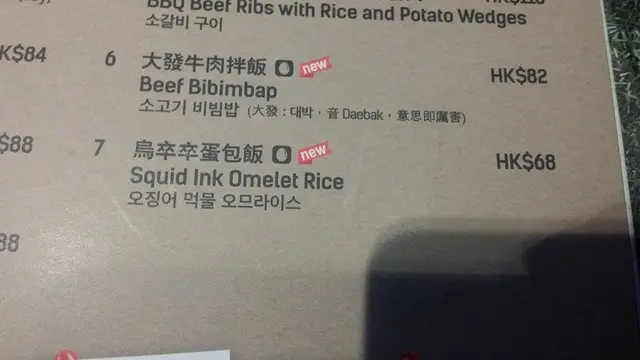 BBQ Beef Ribs with Rice and Potato Wedges
소갈비 구이
HK$84
6 大發牛肉拌飯 new HK$82
Beef Bibimbap
소고기 비빔밥 (大發 : 대박，音 Daebak，意思即厲害)
$88
7 烏卒卒蛋包飯 new HK$68
Squid Ink Omelet Rice
오징어 먹물 오므라이스
88